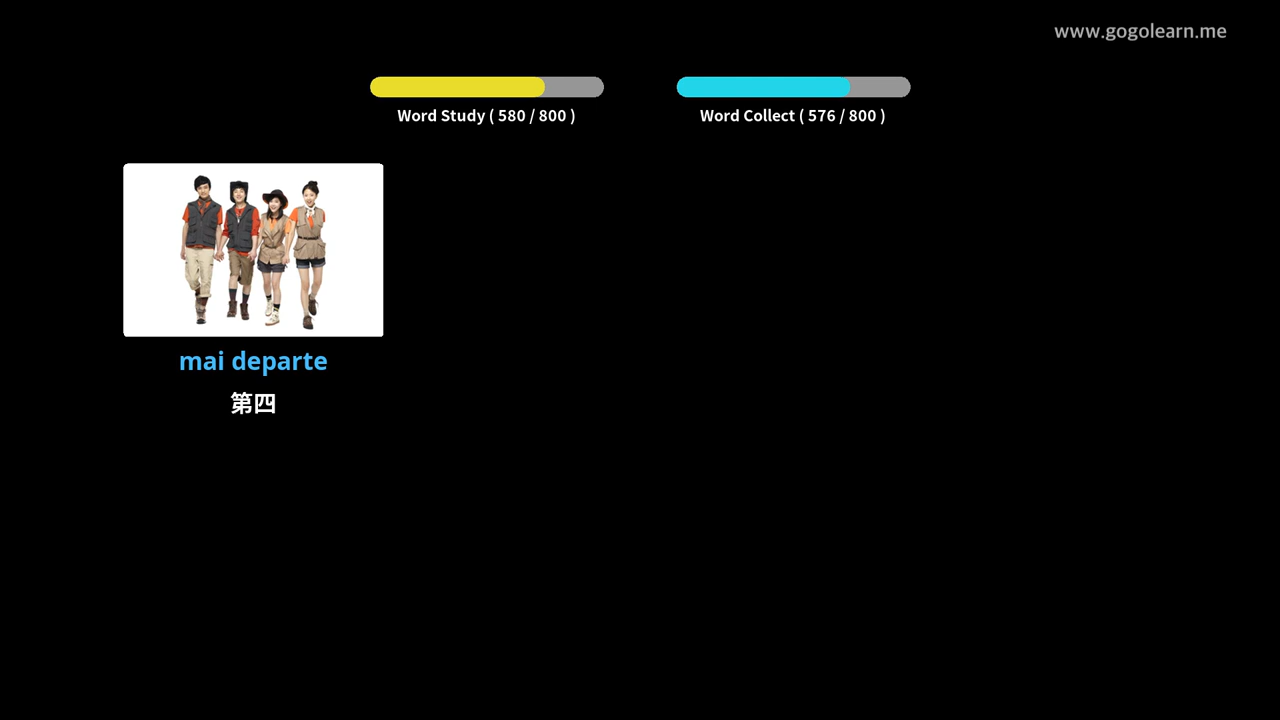 www.gogolearn.me
Word Study ( 580 / 800 )
Word Collect ( 576 / 800 )
mai departe
第四